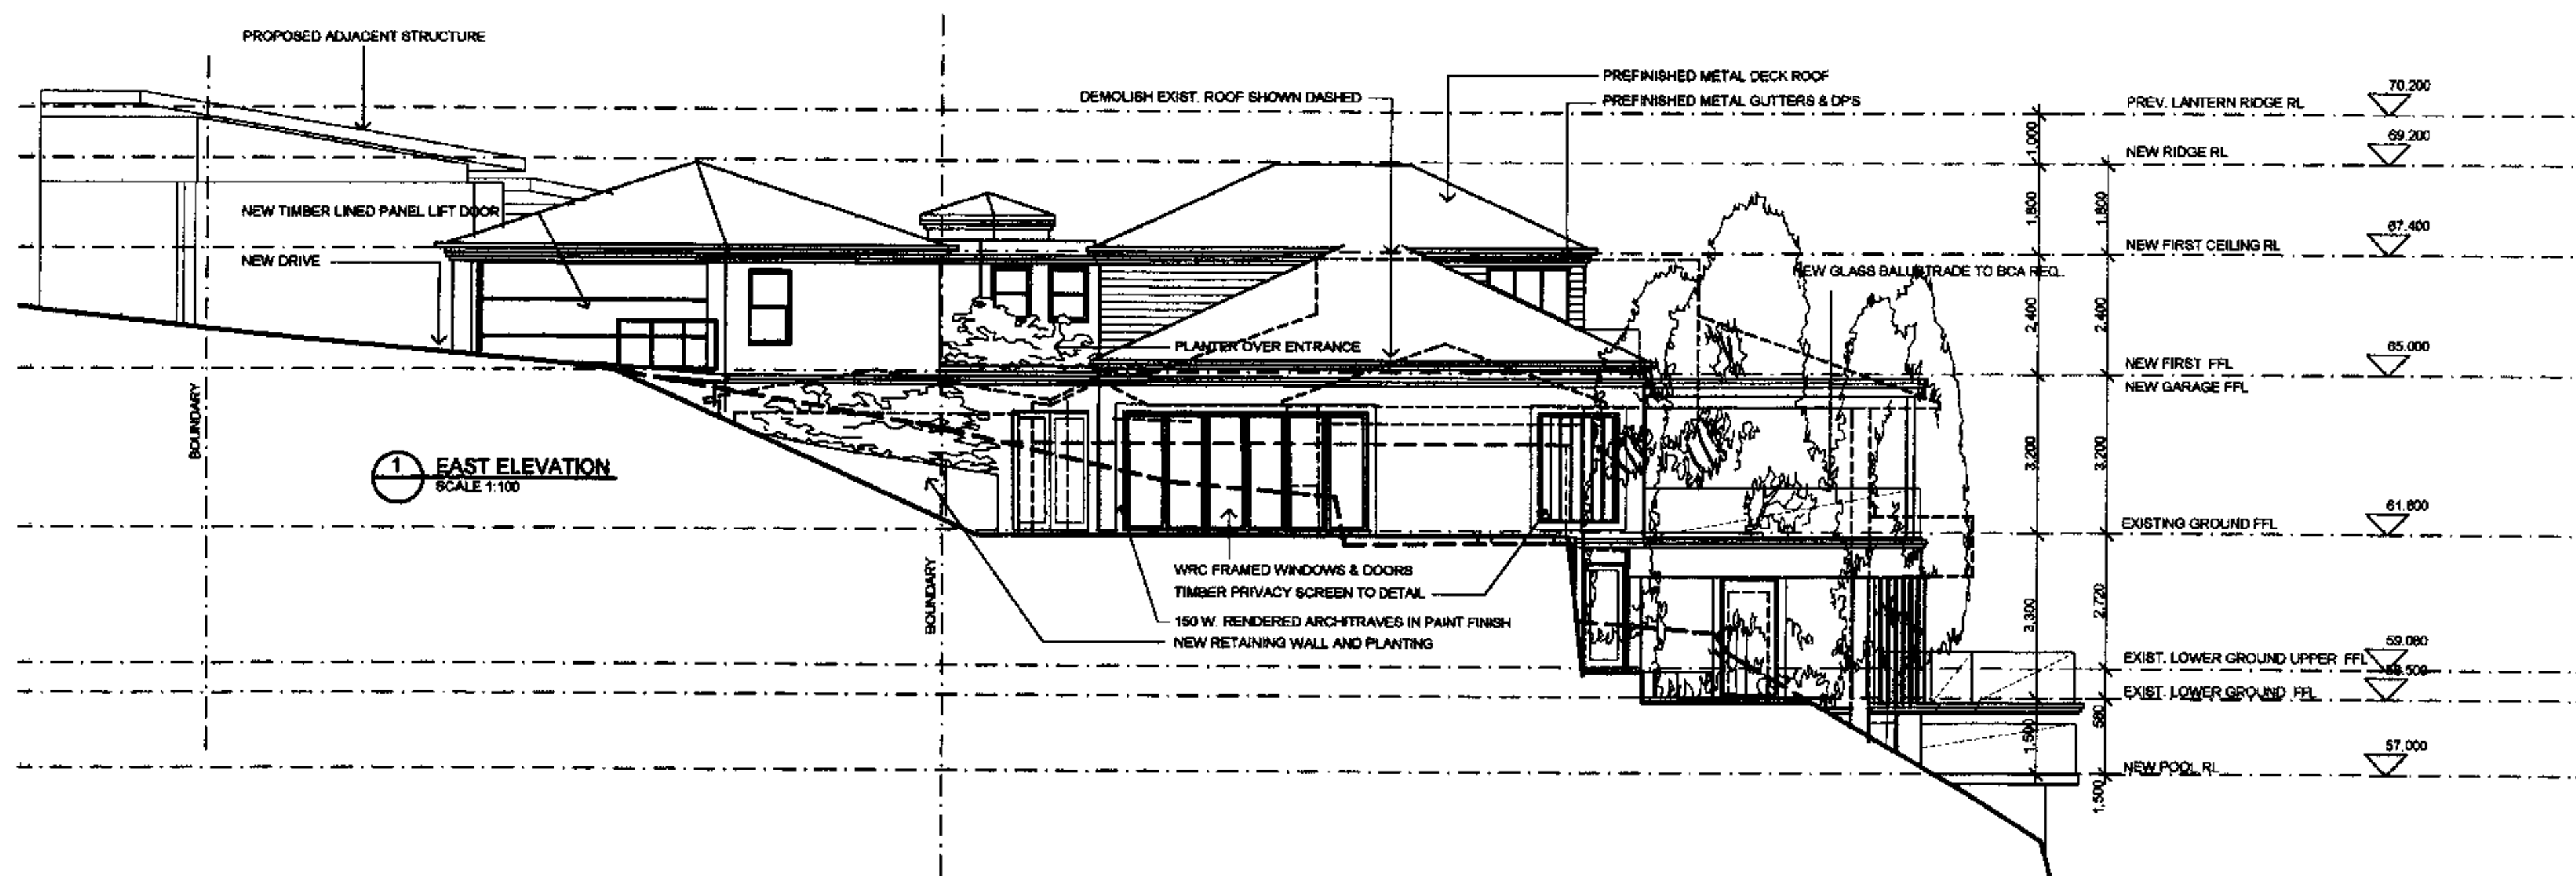 PROPOSED ADJACENT STRUCTURE
DEMOLISH EXIST. ROOF SHOWN DASHED
PREFINISHED METAL DECK ROOF
PREFINISHED METAL GUTTERS & DP'S
NEW TIMBER LINED PANEL LIFT DOOR
NEW DRIVE
NEW GLASS BALUSTRADE TO BCA REQ.
PLANTER OVER ENTRANCE
BOUNDARY
1
EAST ELEVATION
SCALE 1:100
BOUNDARY
WRC FRAMED WINDOWS & DOORS
TIMBER PRIVACY SCREEN TO DETAIL
150 W. RENDERED ARCHITRAVES IN PAINT FINISH
NEW RETAINING WALL AND PLANTING
1,000
1,800
2,400
3,200
3,300
1,500
1,800
2,400
3,200
2,720
580
1,500
PREV. LANTERN RIDGE RL 70.200
NEW RIDGE RL 69.200
NEW FIRST CEILING RL 67.400
NEW FIRST FFL 65.000
NEW GARAGE FFL
EXISTING GROUND FFL 61.800
EXIST. LOWER GROUND UPPER FFL 59.080
EXIST. LOWER GROUND FFL 58.500
NEW POOL RL 57.000